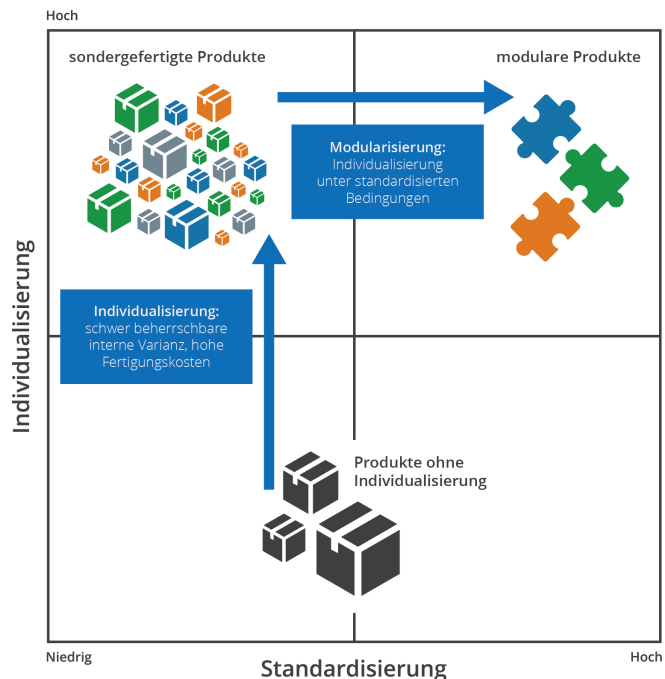 Hoch
sondergefertigte Produkte
modulare Produkte
Modularisierung:
Individualisierung
unter standardisierten
Bedingungen
Individualisierung
Individualisierung:
schwer beherrschbare
interne Varianz, hohe
Fertigungskosten
Produkte ohne
Individualisierung
Niedrig
Hoch
Standardisierung